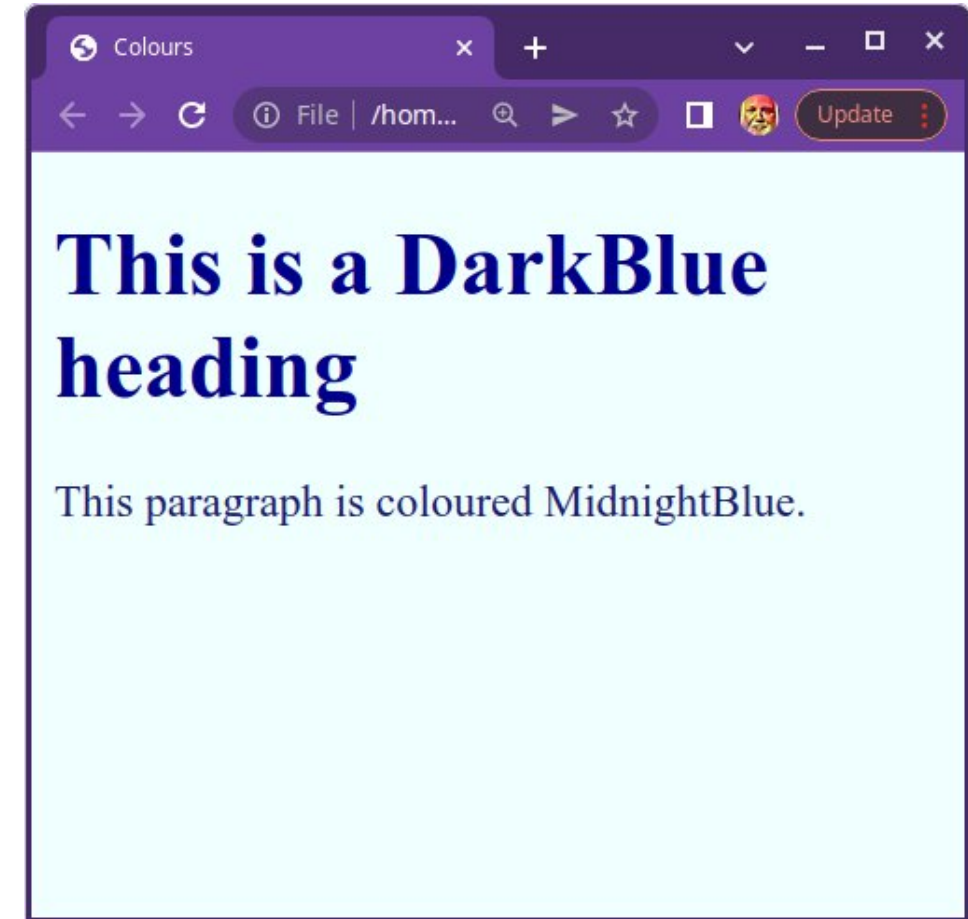 Colours
File /hom...
Update
This is a DarkBlue
heading
This paragraph is coloured MidnightBlue.